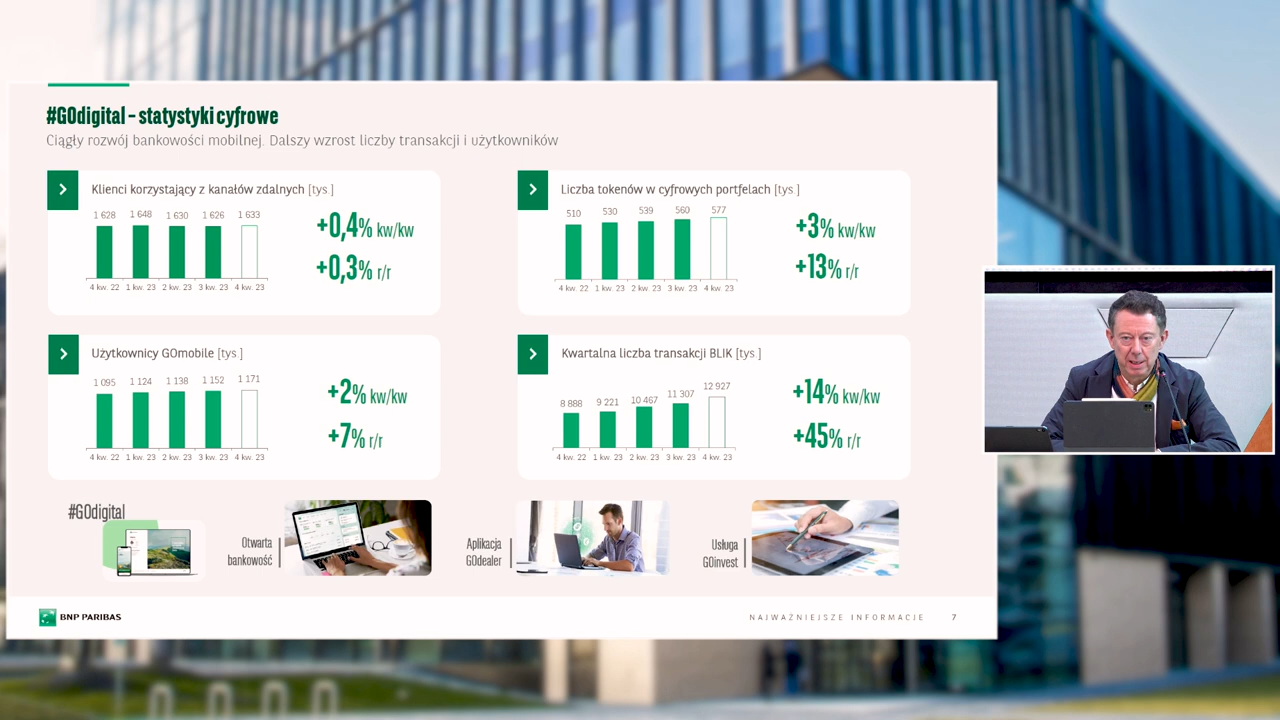 #GOdigital – statystyki cyfrowe
Ciągły rozwój bankowości mobilnej. Dalszy wzrost liczby transakcji i użytkowników
Klienci korzystający z kanałów zdalnych [tys.]
1 628 1 648 1 630 1 626 1 633
4 kw. 22 1 kw. 23 2 kw. 23 3 kw. 23 4 kw. 23
+0,4% kw/kw
+0,3% r/r
Liczba tokenów w cyfrowych portfelach [tys.]
510 530 539 560 577
4 kw. 22 1 kw. 23 2 kw. 23 3 kw. 23 4 kw. 23
+3% kw/kw
+13% r/r
Użytkownicy GOmobile [tys.]
1 095 1 124 1 138 1 152 1 171
4 kw. 22 1 kw. 23 2 kw. 23 3 kw. 23 4 kw. 23
+2% kw/kw
+7% r/r
Kwartalna liczba transakcji BLIK [tys.]
8 888 9 221 10 467 11 307 12 927
4 kw. 22 1 kw. 23 2 kw. 23 3 kw. 23 4 kw. 23
+14% kw/kw
+45% r/r
#GOdigital
Otwarta
bankowość
Aplikacja
GOdealer
Usługa
GOinvest
BNP PARIBAS
NAJWAŻNIEJSZE INFORMACJE 7